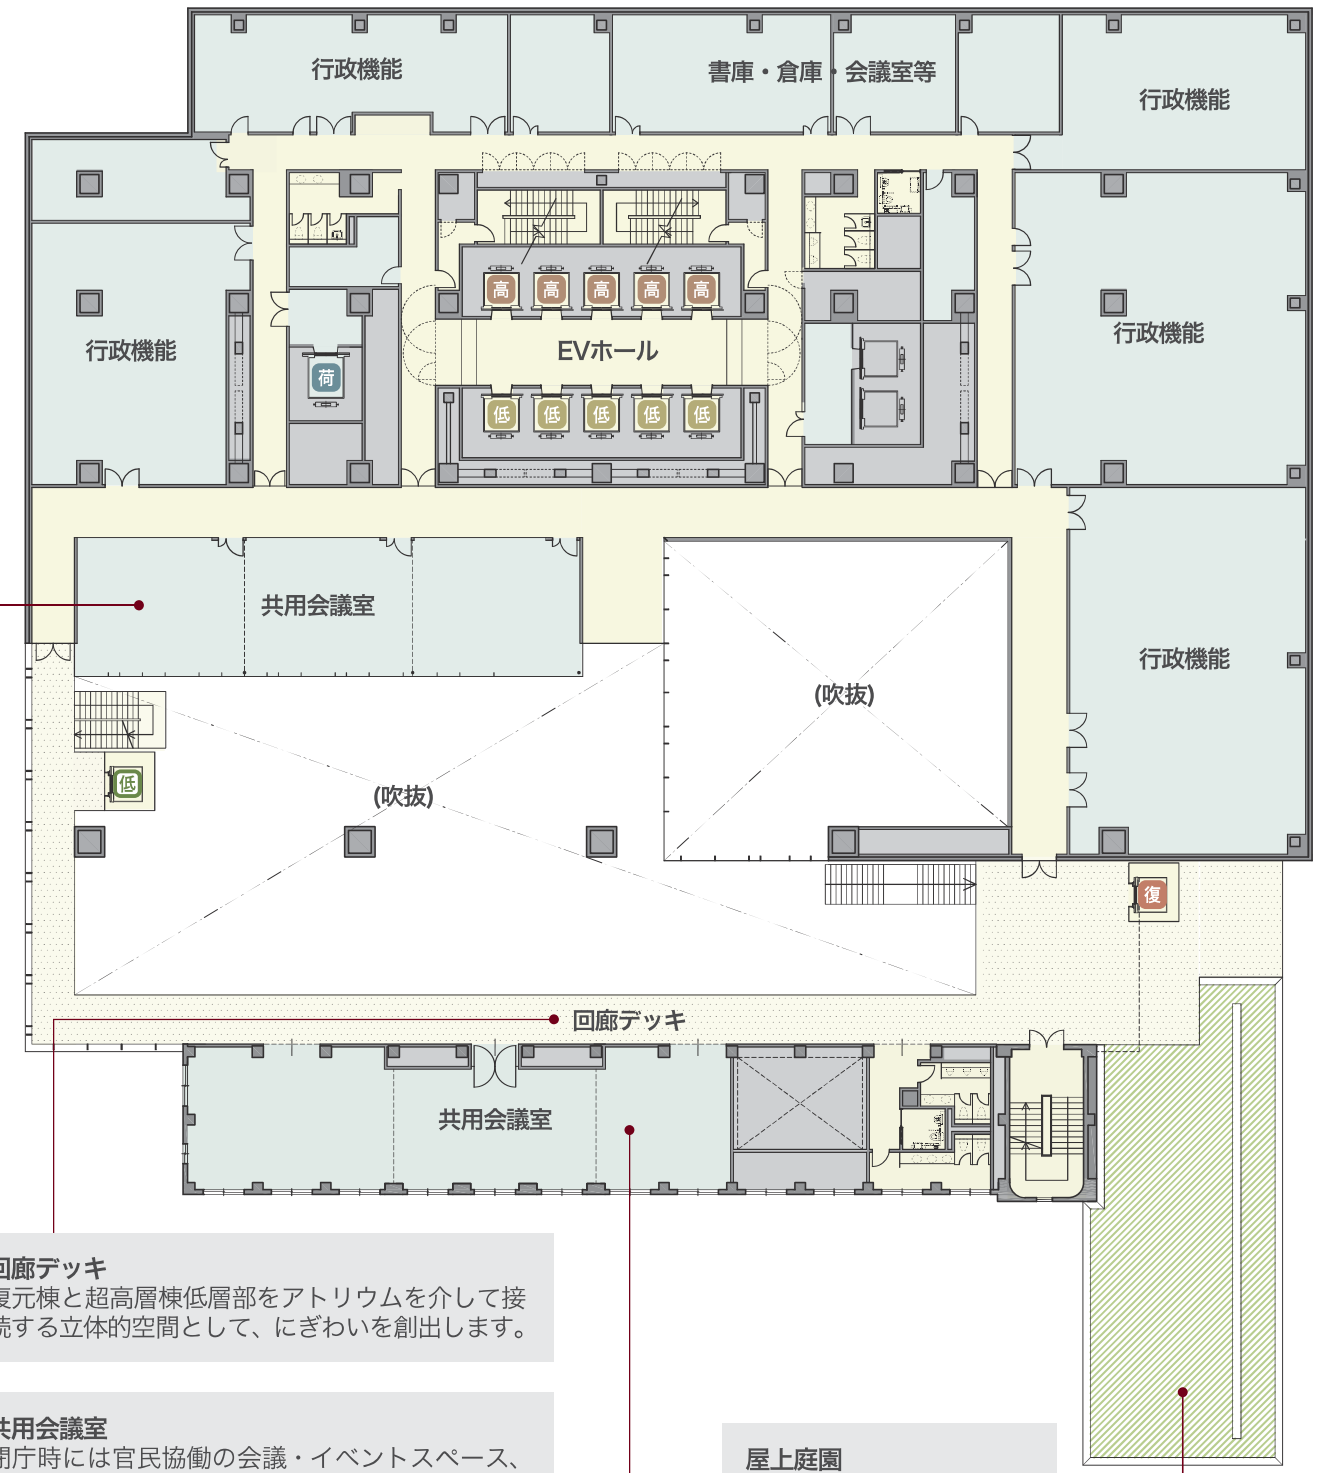 行政機能
書庫・倉庫・会議室等
行政機能
高
高
高
高
高
行政機能
EVホール
行政機能
荷
低
低
低
低
低
共用会議室
行政機能
(吹抜)
低
(吹抜)
復
回廊デッキ
共用会議室
回廊デッキ
復元棟と超高層棟低層部をアトリウムを介して接
続する立体的空間として、にぎわいを創出します。
共用会議室
閉庁時には官民協働の会議・イベントスペース、
屋上庭園